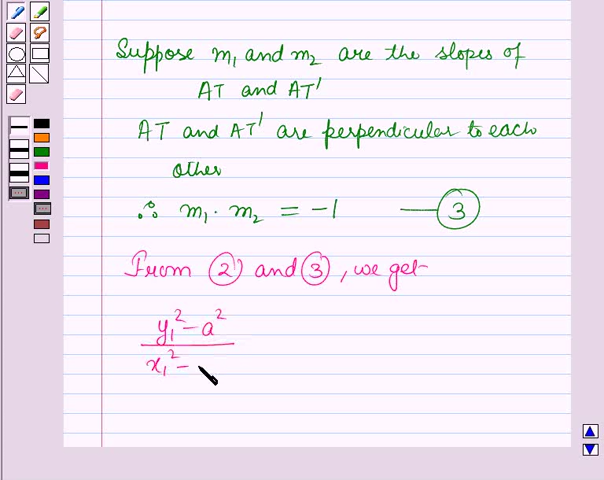 Suppose m₁ and m₂ are the slopes of
AT and AT'
AT and AT' are perpendicular to each
other
∴ m₁ · m₂ = -1 —③
From ② and ③, we get
y₁² - a²
x₁² -